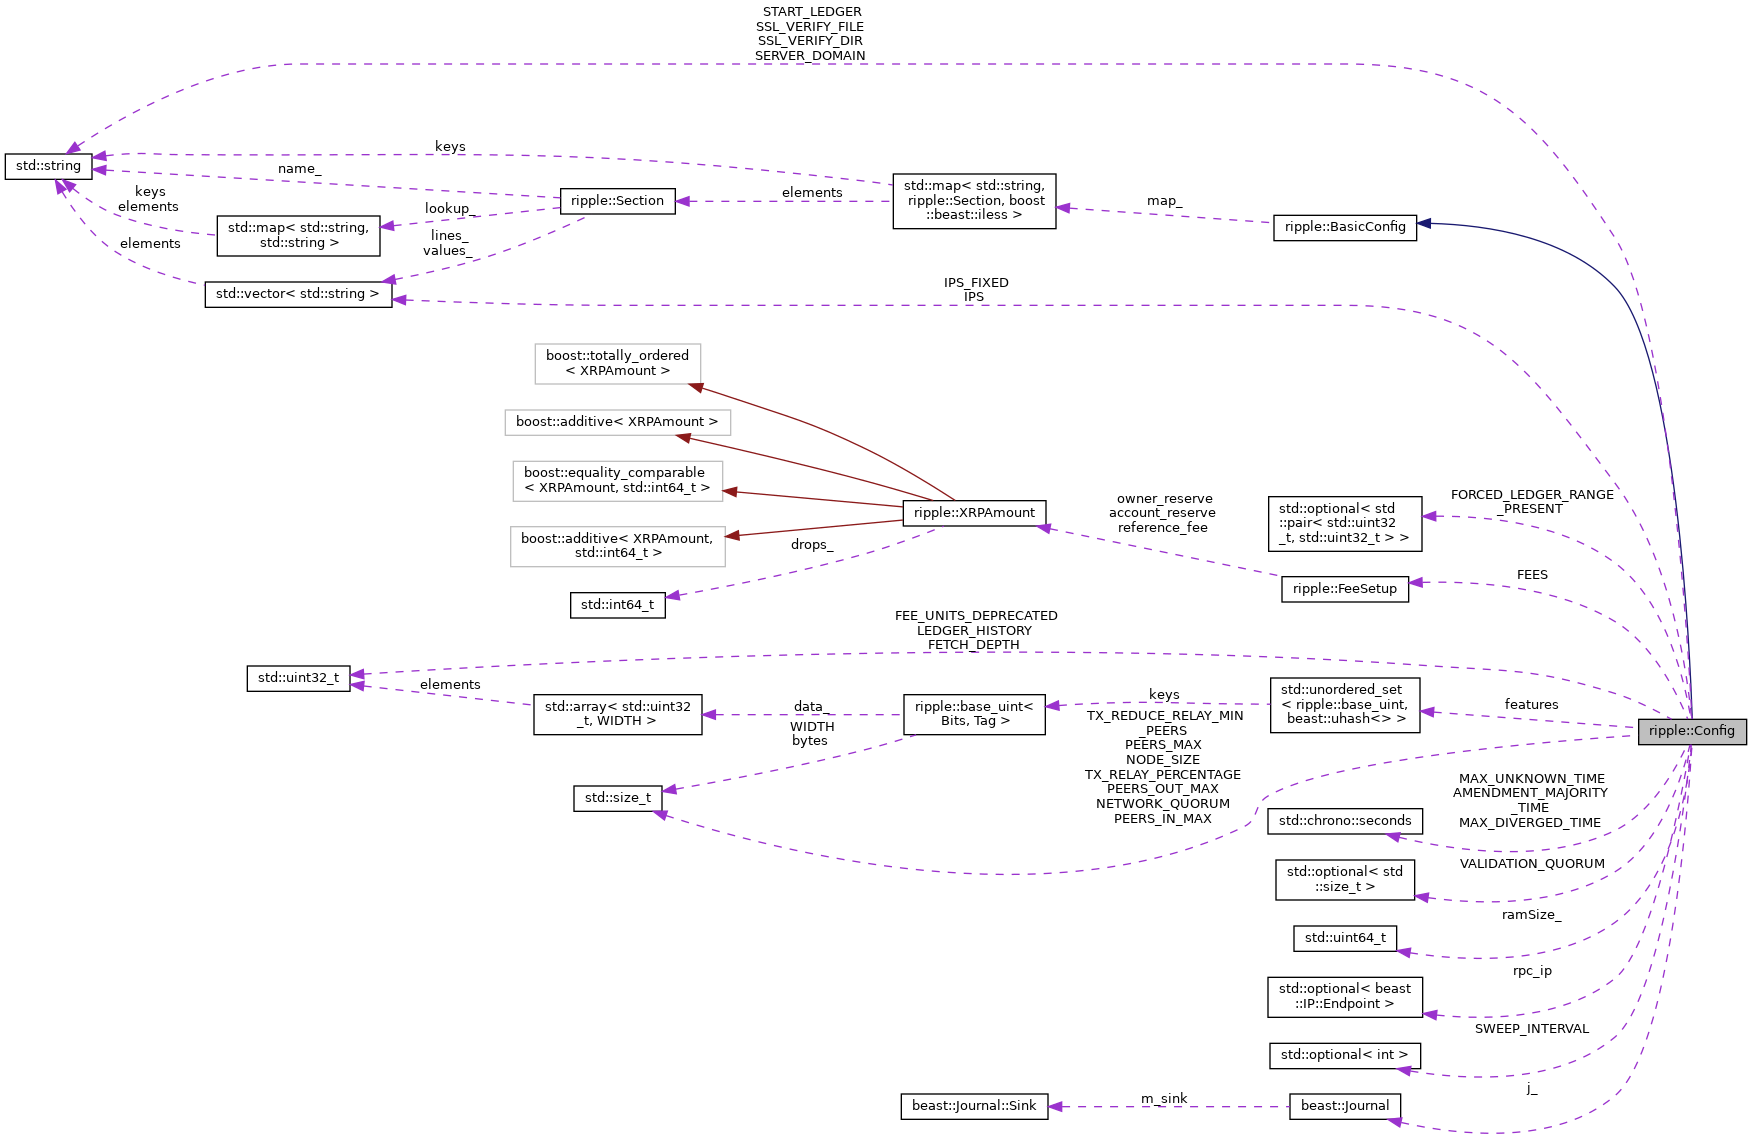 START_LEDGER
SSL_VERIFY_FILE
SSL_VERIFY_DIR
SERVER_DOMAIN
keys
std::string
name_
keys
elements
lookup_
std::map< std::string,
std::string >
elements
lines_
values_
std::vector< std::string >
ripple::Section
elements
std::map< std::string,
ripple::Section, boost
::beast::iless >
map_
ripple::BasicConfig
IPS_FIXED
IPS
boost::totally_ordered
< XRPAmount >
boost::additive< XRPAmount >
boost::equality_comparable
< XRPAmount, std::int64_t >
boost::additive< XRPAmount,
std::int64_t >
ripple::XRPAmount
drops_
std::int64_t
owner_reserve
account_reserve
reference_fee
std::optional< std
::pair< std::uint32
_t, std::uint32_t > >
FORCED_LEDGER_RANGE
_PRESENT
ripple::FeeSetup
FEES
FEE_UNITS_DEPRECATED
LEDGER_HISTORY
FETCH_DEPTH
std::uint32_t
elements
std::array< std::uint32
_t, WIDTH >
data_
WIDTH
bytes
ripple::base_uint<
Bits, Tag >
keys
std::unordered_set
< ripple::base_uint,
beast::uhash<> >
features
ripple::Config
TX_REDUCE_RELAY_MIN
_PEERS
PEERS_MAX
NODE_SIZE
TX_RELAY_PERCENTAGE
PEERS_OUT_MAX
NETWORK_QUORUM
PEERS_IN_MAX
std::size_t
std::chrono::seconds
MAX_UNKNOWN_TIME
AMENDMENT_MAJORITY
_TIME
MAX_DIVERGED_TIME
std::optional< std
::size_t >
VALIDATION_QUORUM
std::uint64_t
ramSize_
std::optional< beast
::IP::Endpoint >
rpc_ip
std::optional< int >
SWEEP_INTERVAL
beast::Journal::Sink
m_sink
beast::Journal
j_